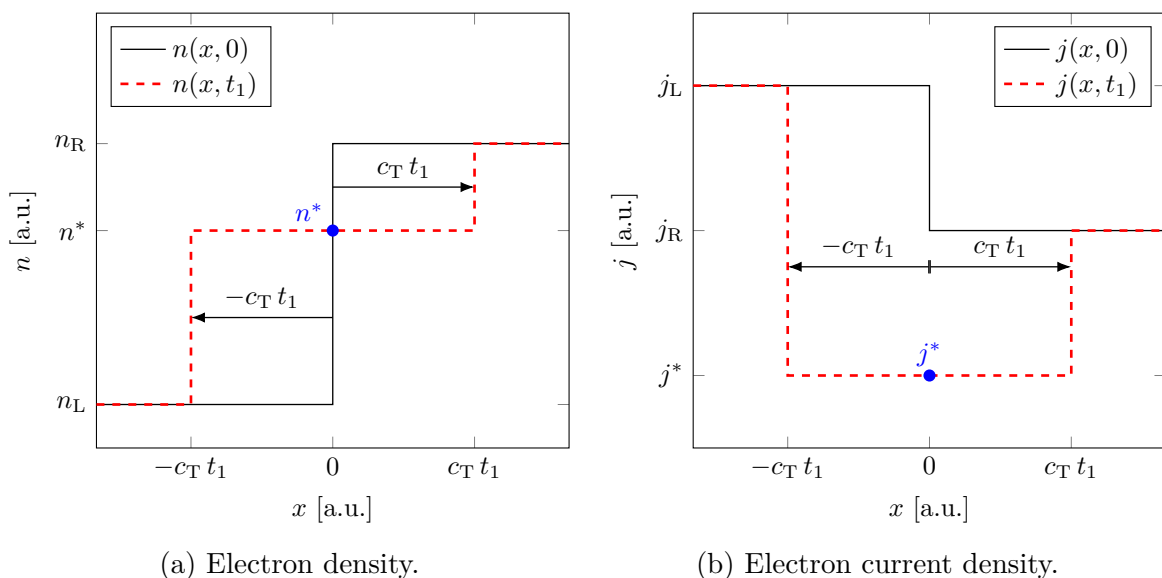 n(x, 0)
n(x, t₁)
n_R
n*
n_L
n [a.u.]
c_T t₁
n*
−c_T t₁
−c_T t₁
0
c_T t₁
x [a.u.]
(a) Electron density.
j(x, 0)
j(x, t₁)
j_L
j_R
j*
j [a.u.]
−c_T t₁
c_T t₁
j*
−c_T t₁
0
c_T t₁
x [a.u.]
(b) Electron current density.